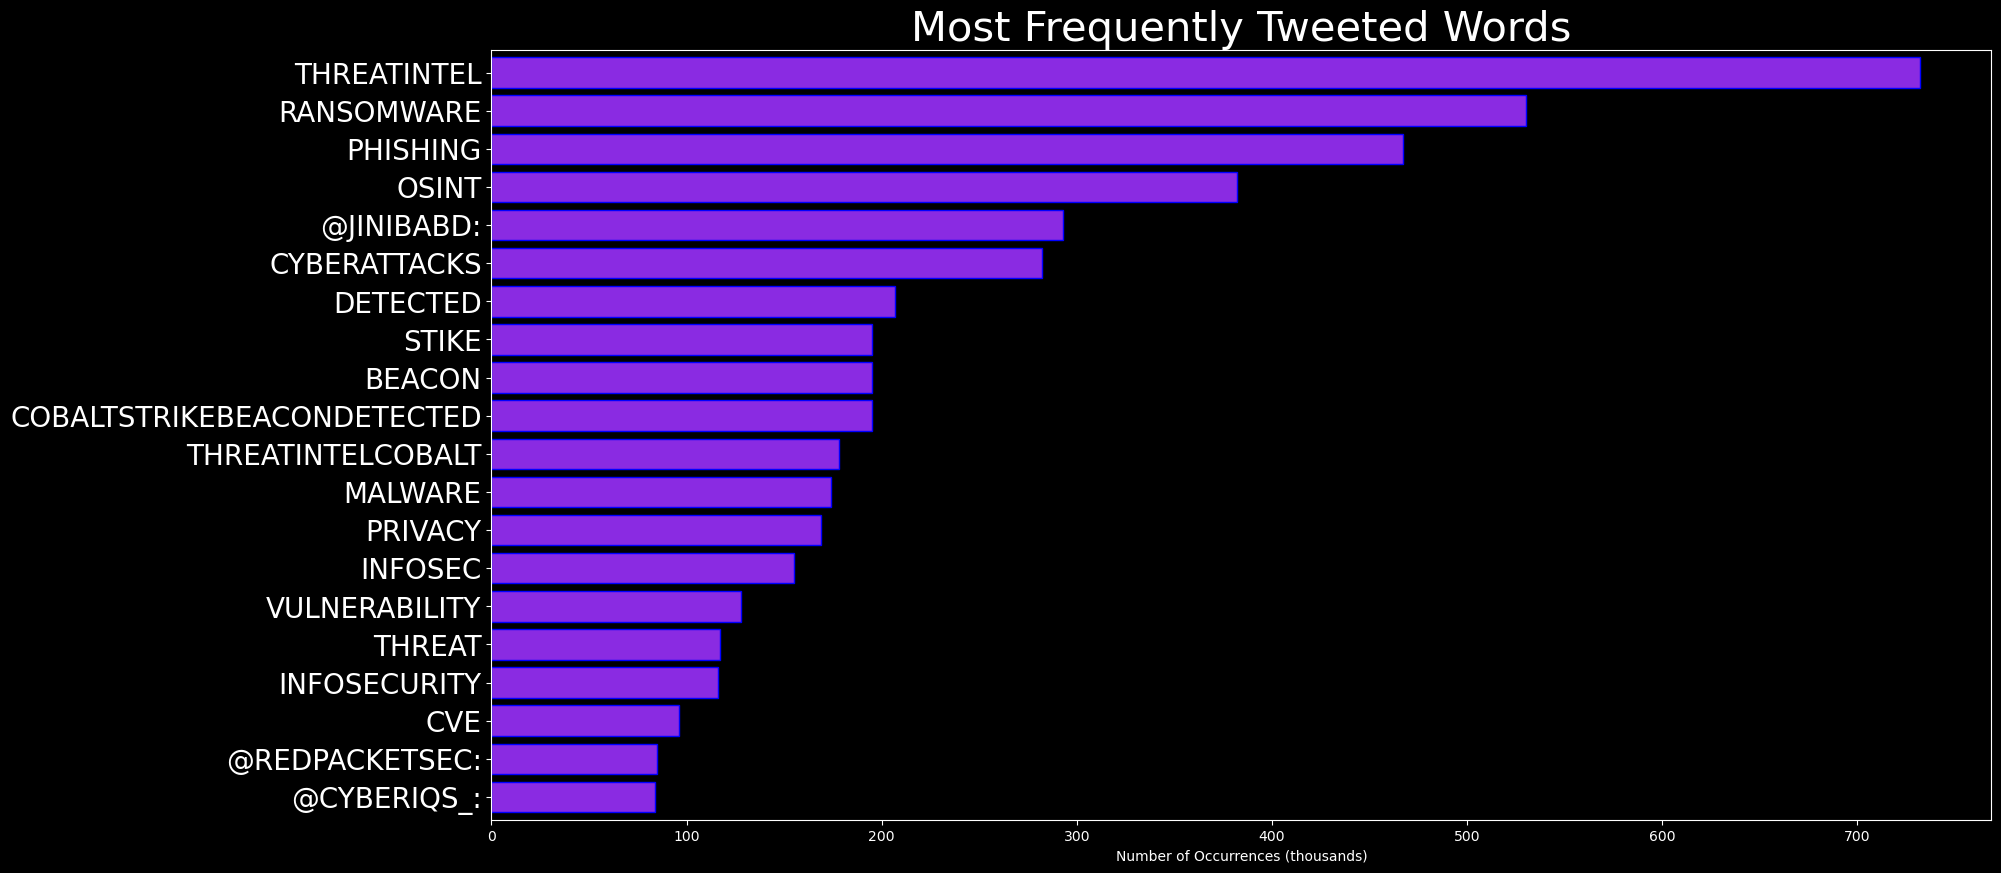 Most Frequently Tweeted Words
THREATINTEL
RANSOMWARE
PHISHING
OSINT
@JINIBABD:
CYBERATTACKS
DETECTED
STIKE
BEACON
COBALTSTRIKEBEACONDETECTED
THREATINTELCOBALT
MALWARE
PRIVACY
INFOSEC
VULNERABILITY
THREAT
INFOSECURITY
CVE
@REDPACKETSEC:
@CYBERIQS_:
0 100 200 300 400 500 600 700
Number of Occurrences (thousands)